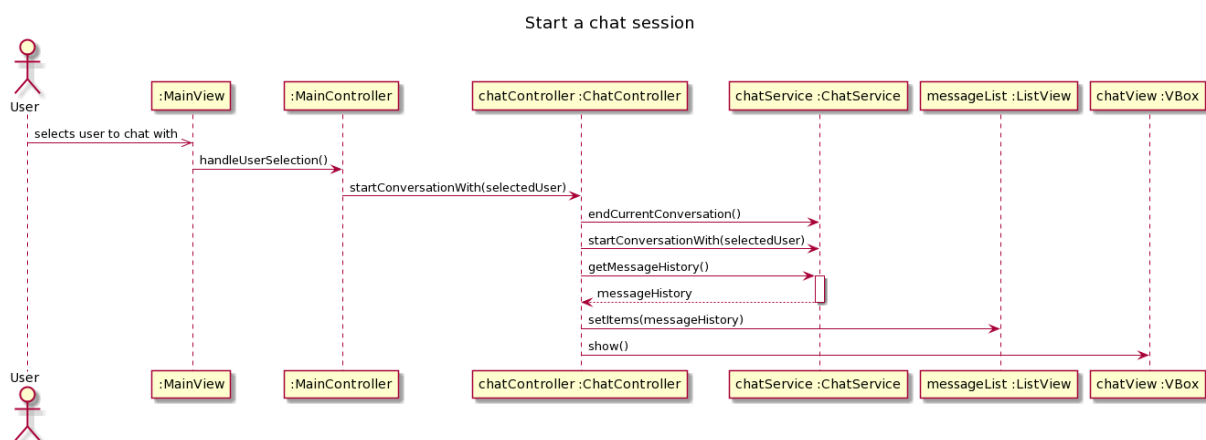 Start a chat session
User
:MainView
:MainController
chatController :ChatController
chatService :ChatService
messageList :ListView
chatView :VBox
selects user to chat with
handleUserSelection()
startConversationWith(selectedUser)
endCurrentConversation()
startConversationWith(selectedUser)
getMessageHistory()
messageHistory
setItems(messageHistory)
show()
User
:MainView
:MainController
chatController :ChatController
chatService :ChatService
messageList :ListView
chatView :VBox